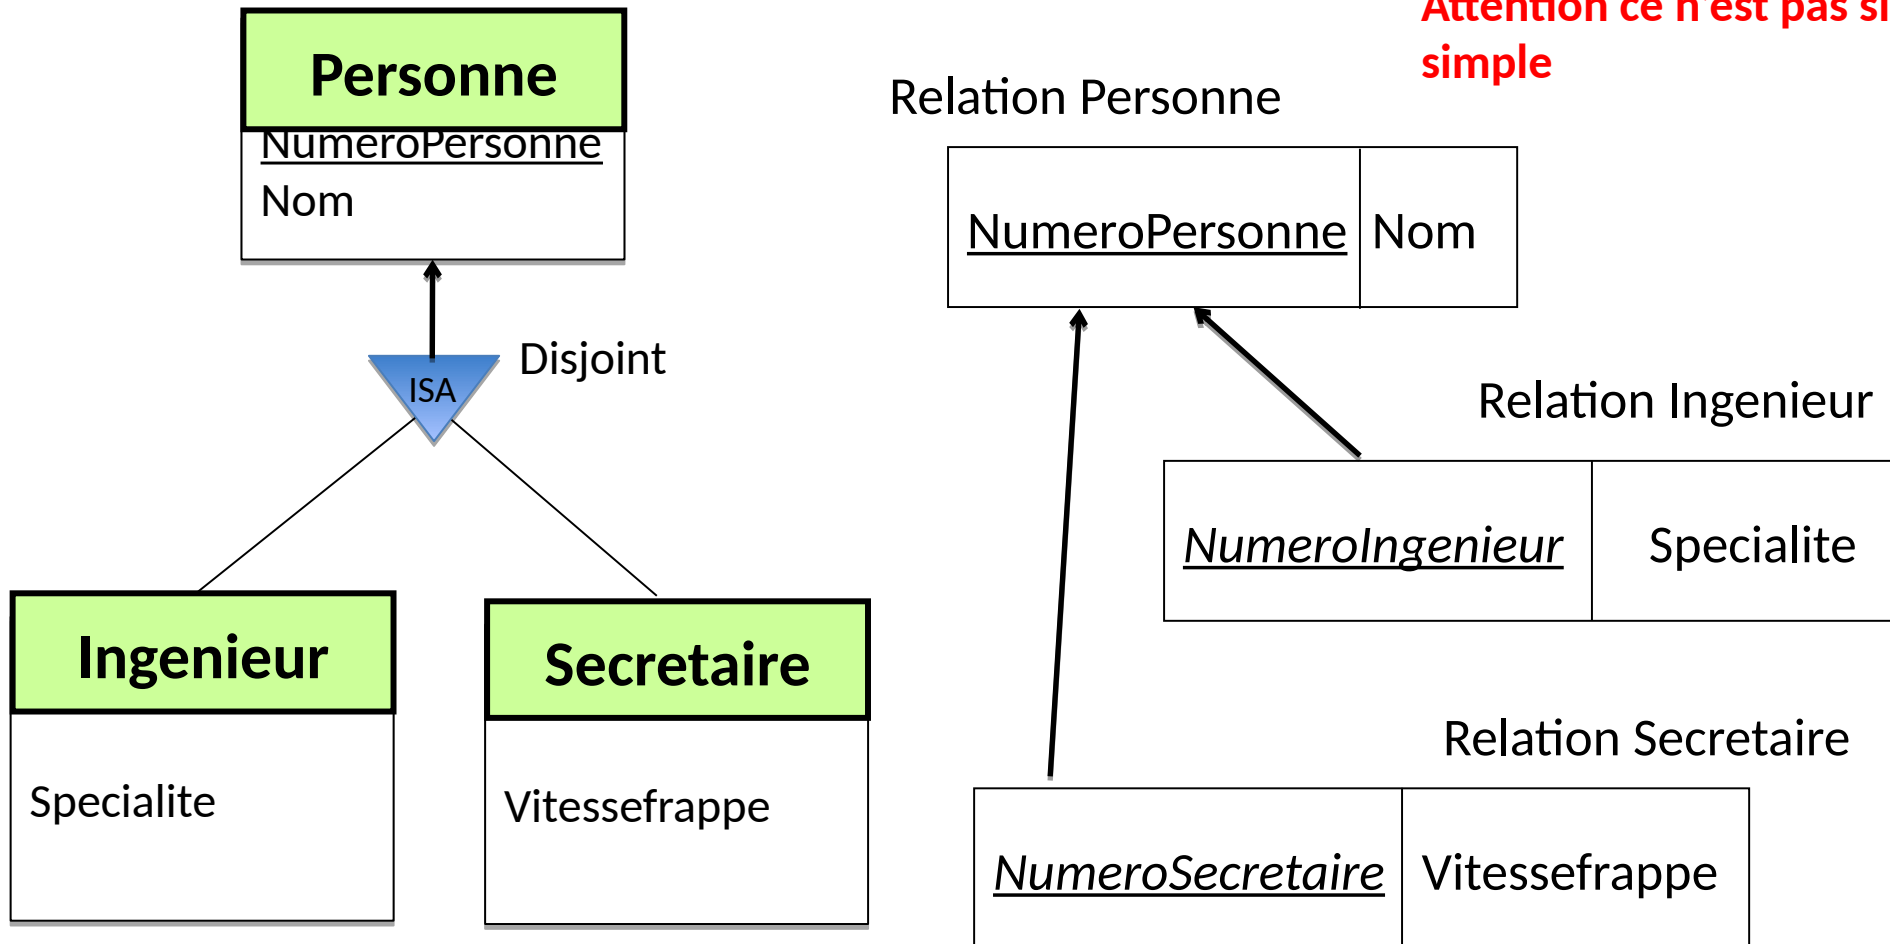 Attention ce n'est pas si
simple
Personne
NumeroPersonne
Nom
ISA
Disjoint
Ingenieur
Specialite
Secretaire
Vitessefrappe
Relation Personne
NumeroPersonne Nom
Relation Ingenieur
NumeroIngenieur Specialite
Relation Secretaire
NumeroSecretaire Vitessefrappe